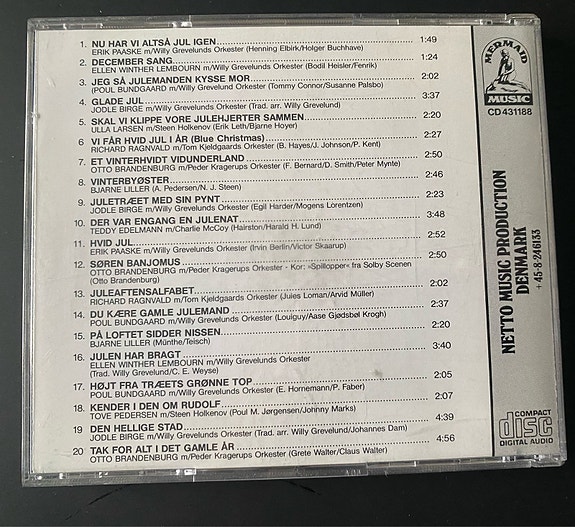 1. NU HAR VI ALTSÅ JUL IGEN 1:49
ERIK PAASKE m/Willy Grevelunds Orkester (Henning Elbirk/Holger Buchhave)
2. DECEMBER SANG 1:24
ELLEN WINTHER LEMBOURN m/Willy Grevelunds Orkester (Bodil Heisler/Fenrik)
3. JEG SÅ JULEMANDEN KYSSE MOR 2:02
(POUL BUNDGAARD m/Willy Grevelund Orkester (Tommy Connor/Susanne Palsbo)
4. GLADE JUL 3:37
JODLE BIRGE m/Willy Grevelunds Orkester (Trad. arr. Willy Grevelund)
5. SKAL VI KLIPPE VORE JULEHJERTER SAMMEN 2:20
ULLA LARSEN m/Steen Holkenov (Erik Leth/Bjarne Hoyer)
6 VI FÅR HVID JUL I ÅR (Blue Christmas) 2:27
RICHARD RAGNVALD m/Tom Kjeldgaards Orkester (B. Hayes/J. Johnson/P. Kent)
7. ET VINTERHVIDT VIDUNDERLAND 2:50
OTTO BRANDENBURG m/Peder Kragerups Orkester (F. Bernard/D. Smith/Peter Mynte)
8. VINTERBYØSTER 2:46
BJARNE LILLER (A. Pedersen/N. J. Steen)
9. JULETRÆET MED SIN PYNT 2:23
JODLE BIRGE m/Willy Grevelunds Orkester (Egil Harder/Mogens Lorentzen)
10. DER VAR ENGANG EN JULENAT 3:48
TEDDY EDELMANN m/Charlie McCoy (Hairston/Harald H. Lund)
11. HVID JUL 2:52
ERIK PAASKE m/Willy Grevelunds Orkester (Irvin Berlin/Victor Skaarup)
12. SØREN BANJOMUS 2:50
OTTO BRANDENBURG m/Peder Kragerups Orkester - Kor: »Spillopper« fra Solby Scenen
(Otto Brandenburg)
13. JULEAFTENSALFABET 2:02
RICHARD RAGNVALD m/Tom Kjeldgaards Orkester (Jules Loman/Arvid Müller)
14. DU KÆRE GAMLE JULEMAND 2:37
POUL BUNDGAARD m/Willy Grevelunds Orkester (Louiguy/Aase Gjødsbøl Krogh)
15. PÅ LOFTET SIDDER NISSEN 2:20
BJARNE LILLER (Münthe/Teisch)
16. JULEN HAR BRAGT 3:40
ELLEN WINTHER LEMBOURN m/Willy Grevelunds Orkester
(Trad. Willy Grevelund/C. E. Weyse)
17. HØJT FRA TRÆETS GRØNNE TOP 2:05
POUL BUNDGAARD m/Willy Grevelunds Orkester (E. Hornemann/P. Faber)
18. KENDER I DEN OM RUDOLF 2:07
TOVE PEDERSEN m/Steen Holkenov (Poul M. Jørgensen/Johnny Marks)
19 DEN HELLIGE STAD 4:39
JODLE BIRGE m/Willy Grevelunds Orkester (Trad. arr. Willy Grevelund/Johannes Dam)
20 TAK FOR ALT I DET GAMLE ÅR 4:56
OTTO BRANDENBURG m/Peder Kragerups Orkester (Grete Walter/Claus Walter)
MERMAID
MUSIC
CD 431188
NETTO MUSIC PRODUCTION
DENMARK
+45-8-246133
COMPACT
disc
DIGITAL AUDIO